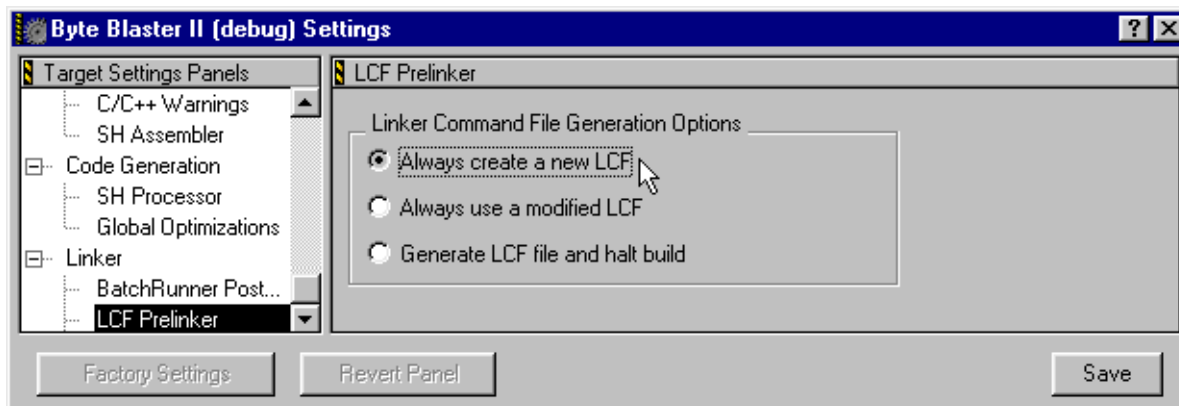 Byte Blaster II (debug) Settings
? X
Target Settings Panels
C/C++ Warnings
SH Assembler
Code Generation
SH Processor
Global Optimizations
Linker
BatchRunner Post...
LCF Prelinker
LCF Prelinker
Linker Command File Generation Options
Always create a new LCF
Always use a modified LCF
Generate LCF file and halt build
Factory Settings
Revert Panel
Save